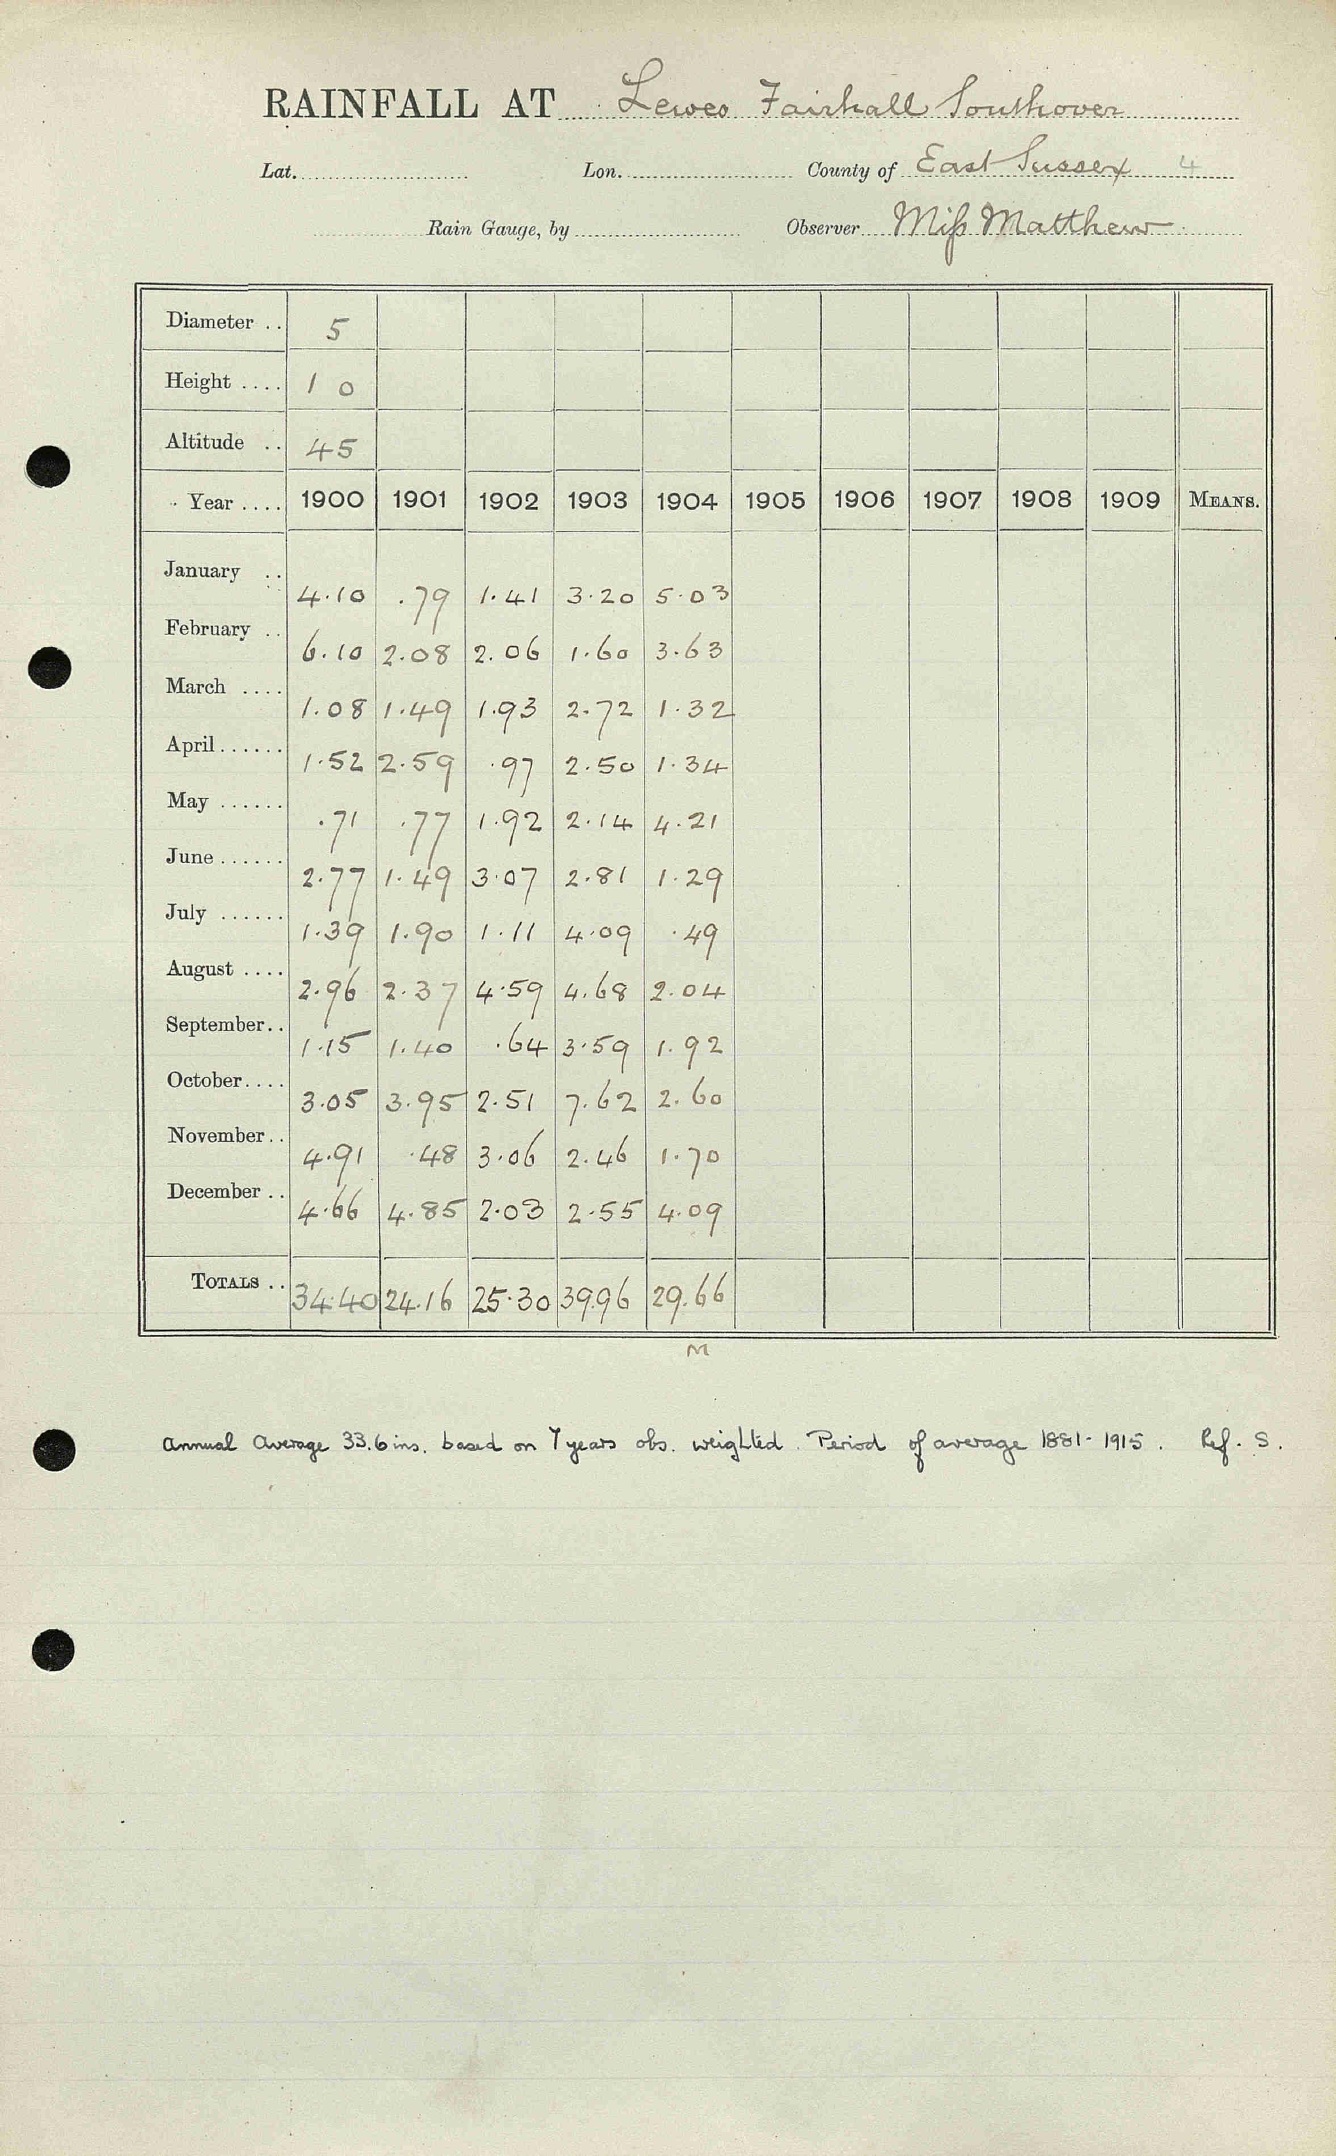 RAINFALL AT Lewes Fairhall Southover
Lat. Lon. County of East Sussex 4
Rain Gauge, by Observer Miss Matthew
Diameter .. 5
Height .... 1 0
Altitude .. 45
Year .... 1900 1901 1902 1903 1904 1905 1906 1907 1908 1909 MEANS.
January .. 4.10 .79 1.41 3.20 5.03
February .. 6.10 2.08 2.06 1.60 3.63
March .... 1.08 1.49 1.93 2.72 1.32
April ...... 1.52 2.59 .97 2.50 1.34
May ...... .71 .77 1.92 2.14 4.21
June ...... 2.77 1.49 3.07 2.81 1.29
July ...... 1.39 1.90 1.11 4.09 .49
August .... 2.96 2.37 4.59 4.68 2.04
September.. 1.15 1.40 .64 3.59 1.92
October.... 3.05 3.95 2.51 7.62 2.60
November.. 4.91 .48 3.06 2.46 1.70
December .. 4.66 4.85 2.03 2.55 4.09
TOTALS .. 34.40 24.16 25.30 39.96 29.66
M
Annual Average 33.6 ins. based on 7 years obs. weighted. Period of average 1881-1915. Ref. S.